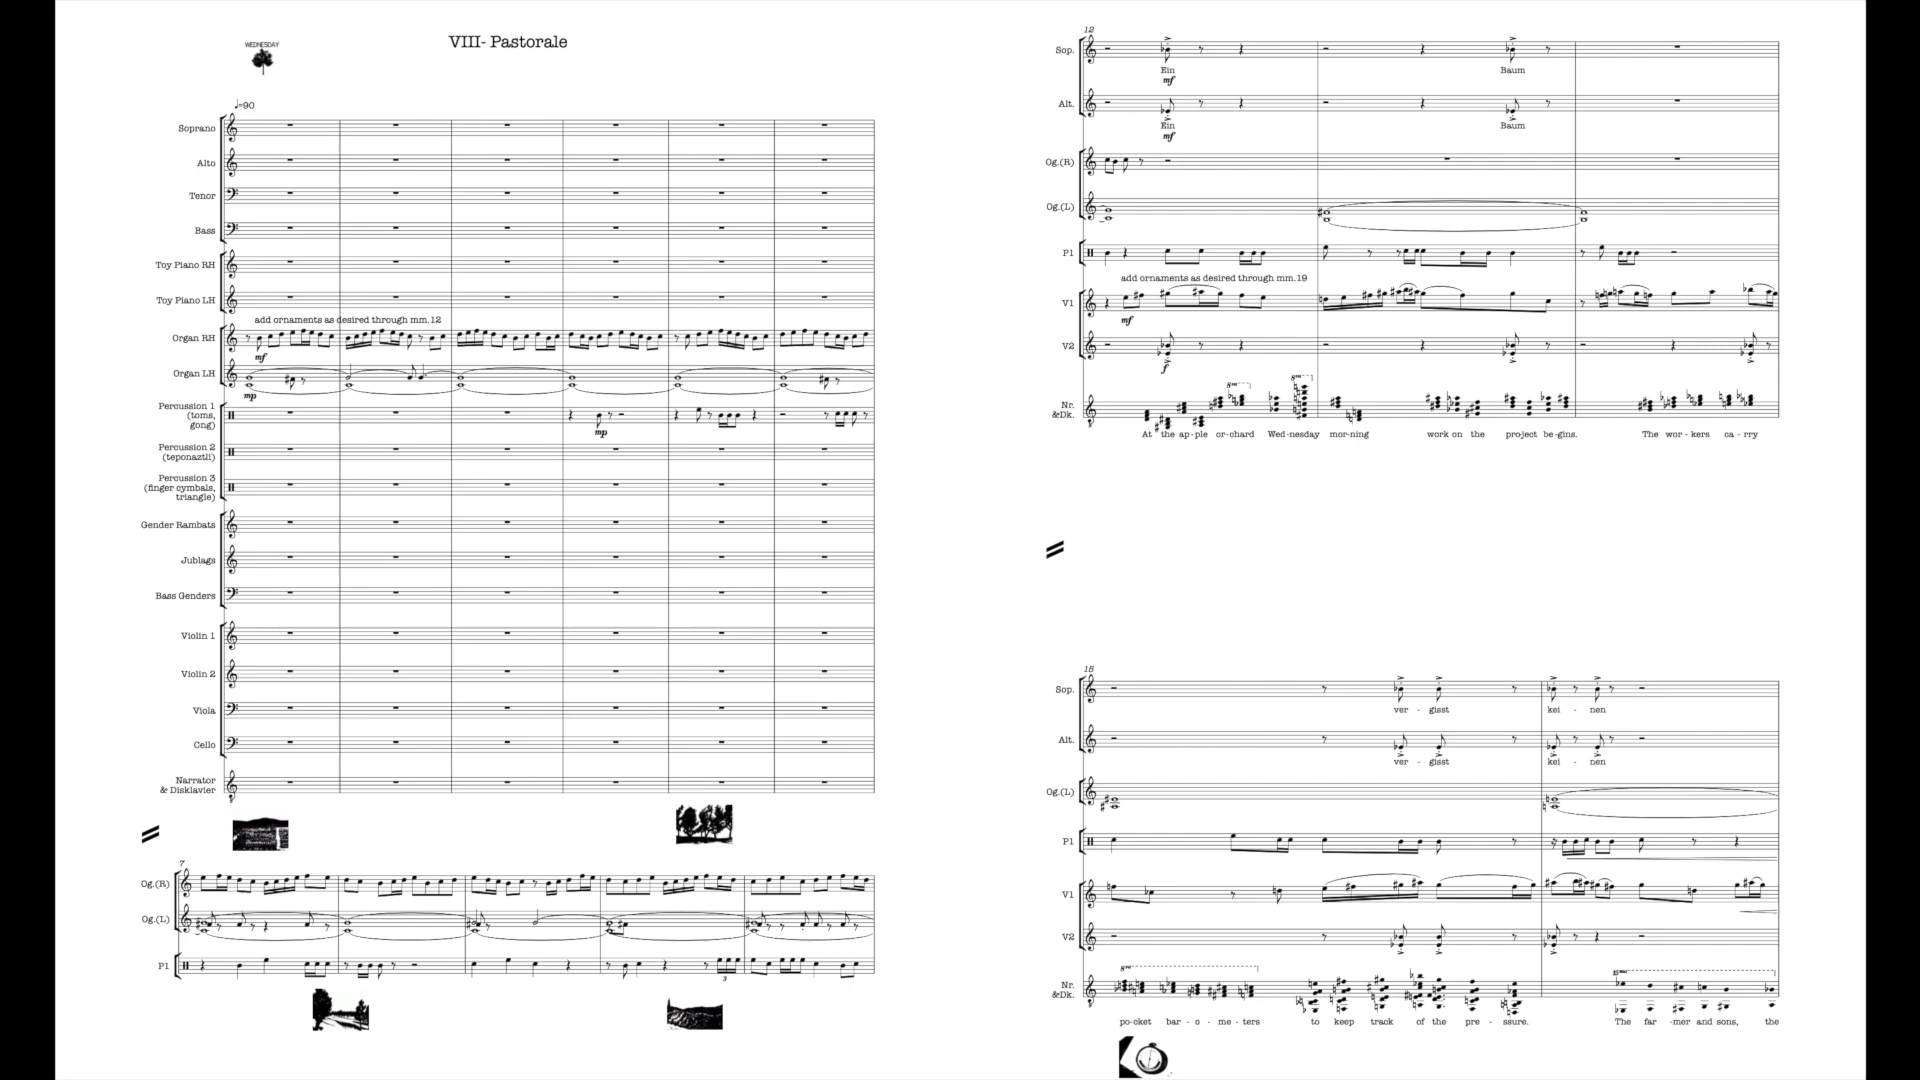 WEDNESDAY
VIII- Pastorale
♩=90
Soprano
Alto
Tenor
Bass
Toy Piano RH
Toy Piano LH
add ornaments as desired through mm.12
Organ RH
mf
Organ LH
mp
Percussion 1
(toms,
gong)
mp
Percussion 2
(teponaztli)
Percussion 3
(finger cymbals,
triangle)
Gender Rambats
Jublags
Bass Genders
Violin 1
Violin 2
Viola
Cello
Narrator
& Disklavier
7
Og.(R)
Og.(L)
P1
3
12
Sop.
Ein Baum
mf
Alt.
Ein Baum
mf
Og.(R)
Og.(L)
P1
add ornaments as desired through mm.19
V1
mf
V2
f
8va 8va
Nr.
&Dk.
At the ap-ple or-chard Wed-nesday mor-ning work on the project be-gins. The wor-kers ca-rry
15
Sop.
ver - gisst kei - nen
Alt.
ver - gisst kei - nen
Og.(L)
P1
V1
V2
8va 15ma
Nr.
&Dk.
po-cket bar-o-me-ters to keep track of the pre-ssure. The far-mer and sons, the